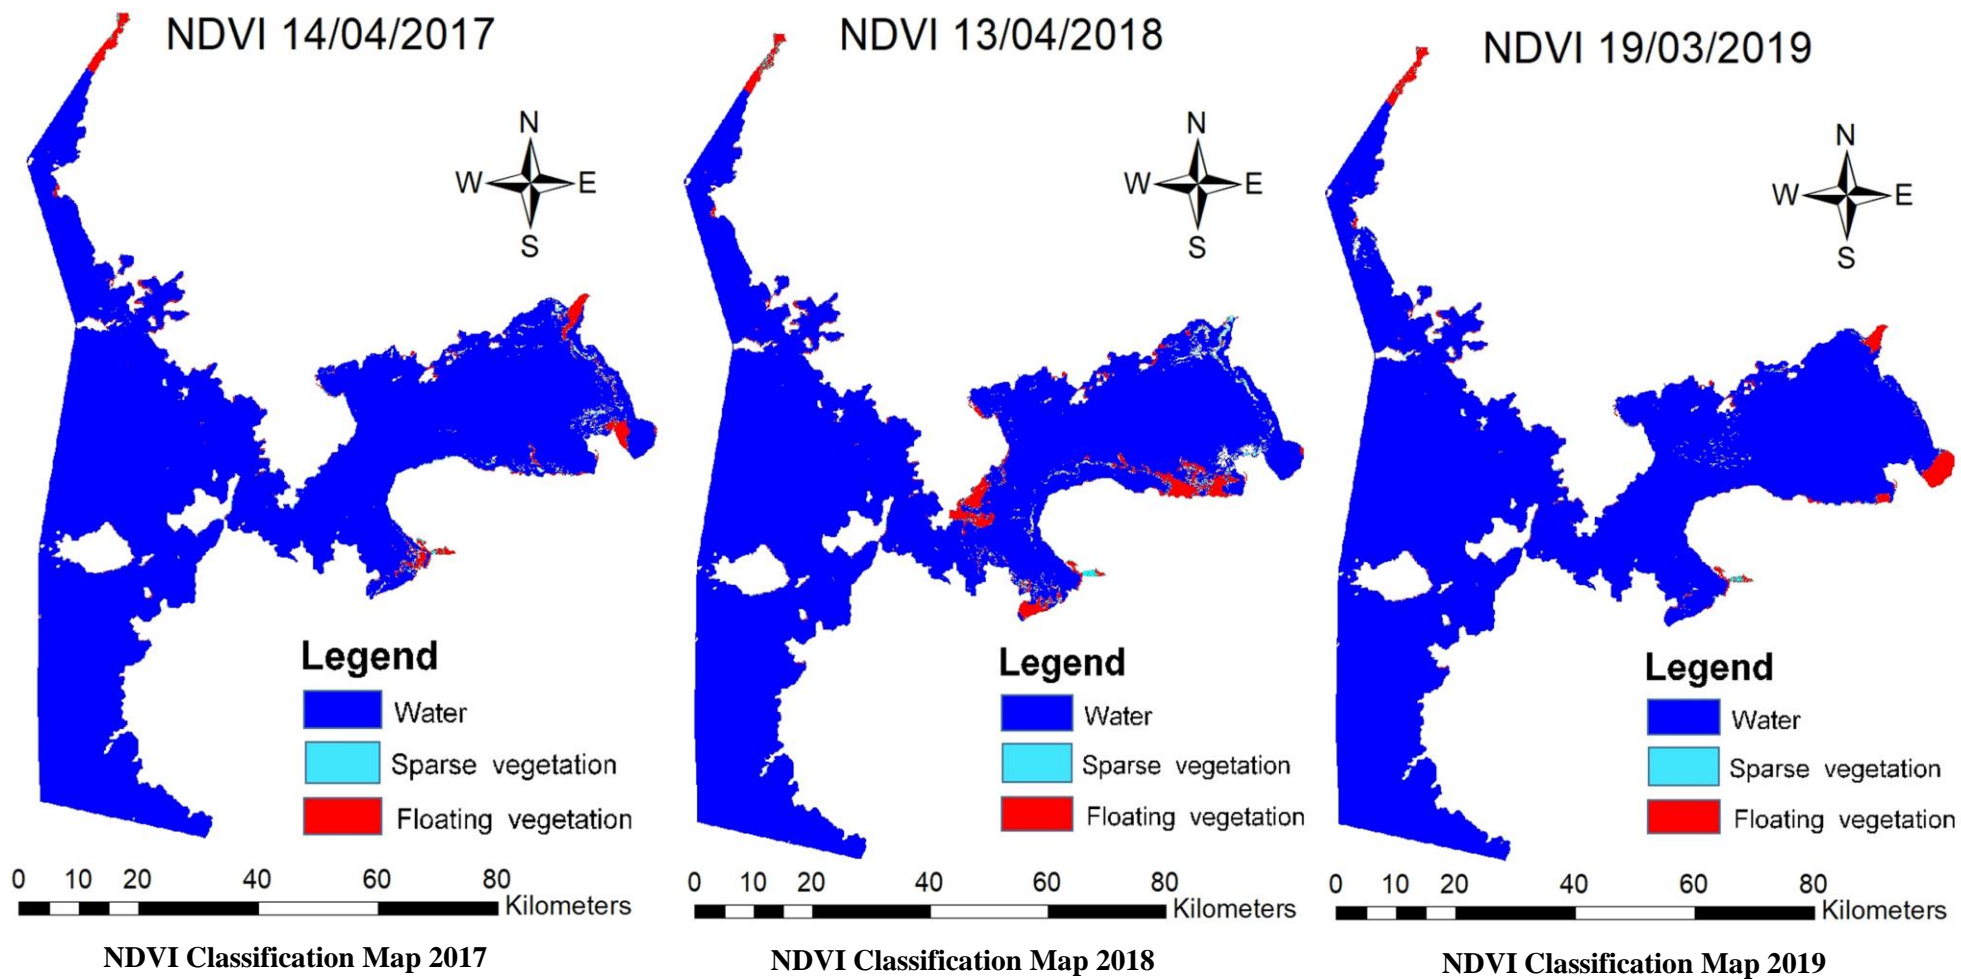 NDVI 14/04/2017
N
W E
S
Legend
Water
Sparse vegetation
Floating vegetation
0 10 20 40 60 80
Kilometers
NDVI Classification Map 2017
NDVI 13/04/2018
N
W E
S
Legend
Water
Sparse vegetation
Floating vegetation
0 10 20 40 60 80
Kilometers
NDVI Classification Map 2018
NDVI 19/03/2019
N
W E
S
Legend
Water
Sparse vegetation
Floating vegetation
0 10 20 40 60 80
Kilometers
NDVI Classification Map 2019